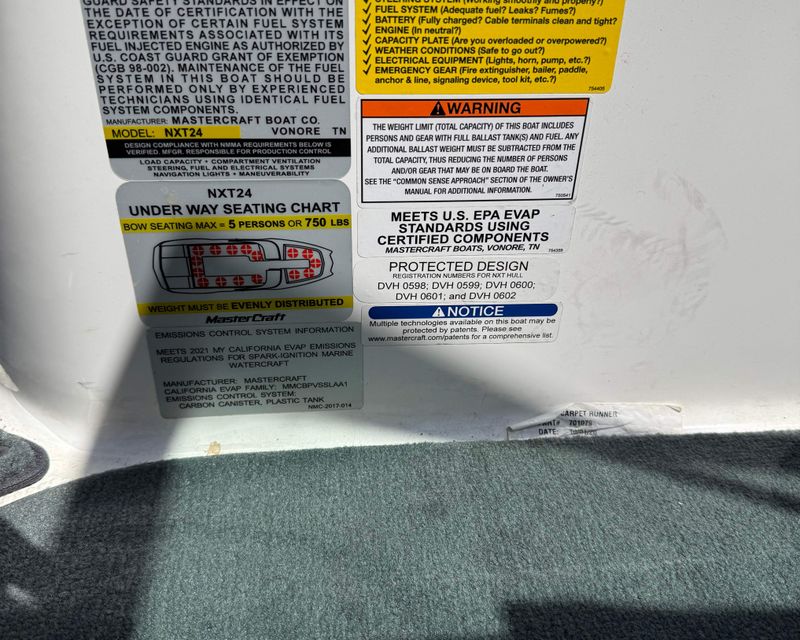 GUARD SAFETY STANDARDS IN EFFECT ON
THE DATE OF CERTIFICATION WITH THE
EXCEPTION OF CERTAIN FUEL SYSTEM
REQUIREMENTS ASSOCIATED WITH ITS
FUEL INJECTED ENGINE AS AUTHORIZED BY
U.S. COAST GUARD GRANT OF EXEMPTION
(CGB 98-002). MAINTENANCE OF THE FUEL
SYSTEM IN THIS BOAT SHOULD BE
PERFORMED ONLY BY EXPERIENCED
TECHNICIANS USING IDENTICAL FUEL
SYSTEM COMPONENTS.
MANUFACTURER: MASTERCRAFT BOAT CO.
MODEL: NXT24 VONORE TN
DESIGN COMPLIANCE WITH NMMA REQUIREMENTS BELOW IS
VERIFIED. MFGR. RESPONSIBLE FOR PRODUCTION CONTROL
LOAD CAPACITY • COMPARTMENT VENTILATION
STEERING, FUEL AND ELECTRICAL SYSTEMS
NAVIGATION LIGHTS • MANEUVERABILITY
NXT24
UNDER WAY SEATING CHART
BOW SEATING MAX = 5 PERSONS OR 750 LBS
WEIGHT MUST BE EVENLY DISTRIBUTED
MasterCraft
EMISSIONS CONTROL SYSTEM INFORMATION
MEETS 2021 MY CALIFORNIA EVAP EMISSIONS
REGULATIONS FOR SPARK-IGNITION MARINE
WATERCRAFT
MANUFACTURER: MASTERCRAFT
CALIFORNIA EVAP FAMILY: MMCBPVSSLAA1
EMISSIONS CONTROL SYSTEM:
CARBON CANISTER, PLASTIC TANK
NMC-2017-014
✓ STEERING SYSTEM (Working smoothly and properly?)
✓ FUEL SYSTEM (Adequate fuel? Leaks? Fumes?)
✓ BATTERY (Fully charged? Cable terminals clean and tight?
✓ ENGINE (In neutral?)
✓ CAPACITY PLATE (Are you overloaded or overpowered?)
✓ WEATHER CONDITIONS (Safe to go out?)
✓ ELECTRICAL EQUIPMENT (Lights, horn, pump, etc.?)
✓ EMERGENCY GEAR (Fire extinguisher, bailer, paddle,
anchor & line, signaling device, tool kit, etc.?)
754405
WARNING
THE WEIGHT LIMIT (TOTAL CAPACITY) OF THIS BOAT INCLUDES
PERSONS AND GEAR WITH FULL BALLAST TANK(S) AND FUEL. ANY
ADDITIONAL BALLAST WEIGHT MUST BE SUBTRACTED FROM THE
TOTAL CAPACITY, THUS REDUCING THE NUMBER OF PERSONS
AND/OR GEAR THAT MAY BE ON BOARD THE BOAT.
SEE THE "COMMON SENSE APPROACH" SECTION OF THE OWNER'S
MANUAL FOR ADDITIONAL INFORMATION.
750541
MEETS U.S. EPA EVAP
STANDARDS USING
CERTIFIED COMPONENTS
MASTERCRAFT BOATS, VONORE, TN
754359
PROTECTED DESIGN
REGISTRATION NUMBERS FOR NXT HULL
DVH 0598; DVH 0599; DVH 0600;
DVH 0601; and DVH 0602
NOTICE
Multiple technologies available on this boat may be
protected by patents. Please see
www.mastercraft.com/patents for a comprehensive list.
CARPET RUNNER
701079
DATE: